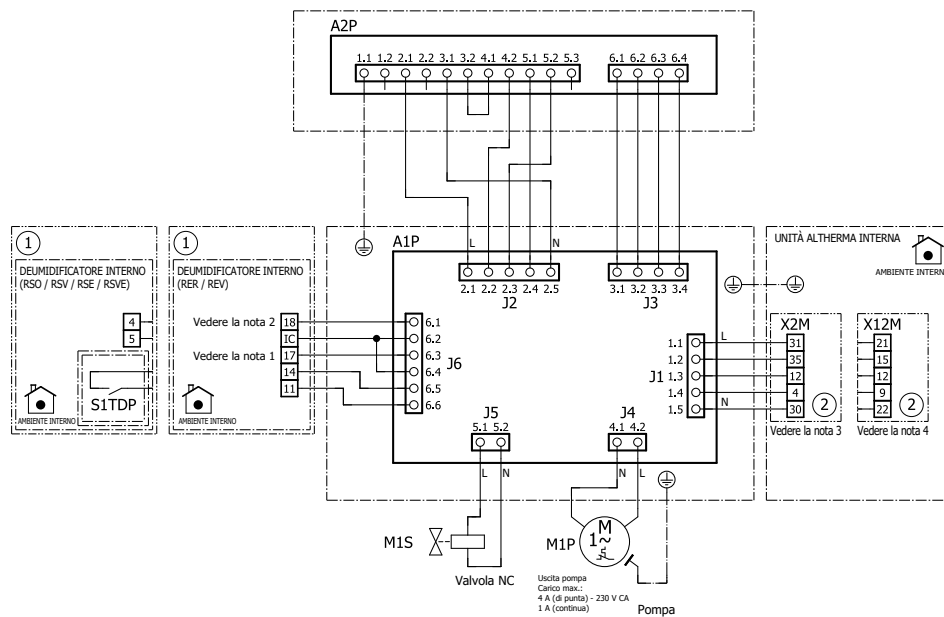 A2P
1.1 1.2 2.1 2.2 3.1 3.2 4.1 4.2 5.1 5.2 5.3 6.1 6.2 6.3 6.4
1
DEUMIDIFICATORE INTERNO
(RSO / RSV / RSE / RSVE)
4
5
S1TDP
AMBIENTE INTERNO
1
DEUMIDIFICATORE INTERNO
(RER / REV)
Vedere la nota 2
18
IC
Vedere la nota 1
17
14
11
AMBIENTE INTERNO
A1P
L N
2.1 2.2 2.3 2.4 2.5
J2
3.1 3.2 3.3 3.4
J3
6.1
6.2
6.3
6.4
6.5
6.6
J6
1.1
1.2
1.3
1.4
1.5
J1
L
N
J5
5.1 5.2
L N
J4
4.1 4.2
N L
UNITÀ ALTHERMA INTERNA
AMBIENTE INTERN
X2M
31
35
12
4
30
2
Vedere la nota 3
X12M
21
15
12
9
22
2
Vedere la nota 4
M1S
Valvola NC
M1P
M
1~
Uscita pompa
Carico max.:
4 A (di punta) - 230 V CA
1 A (continua)
Pompa